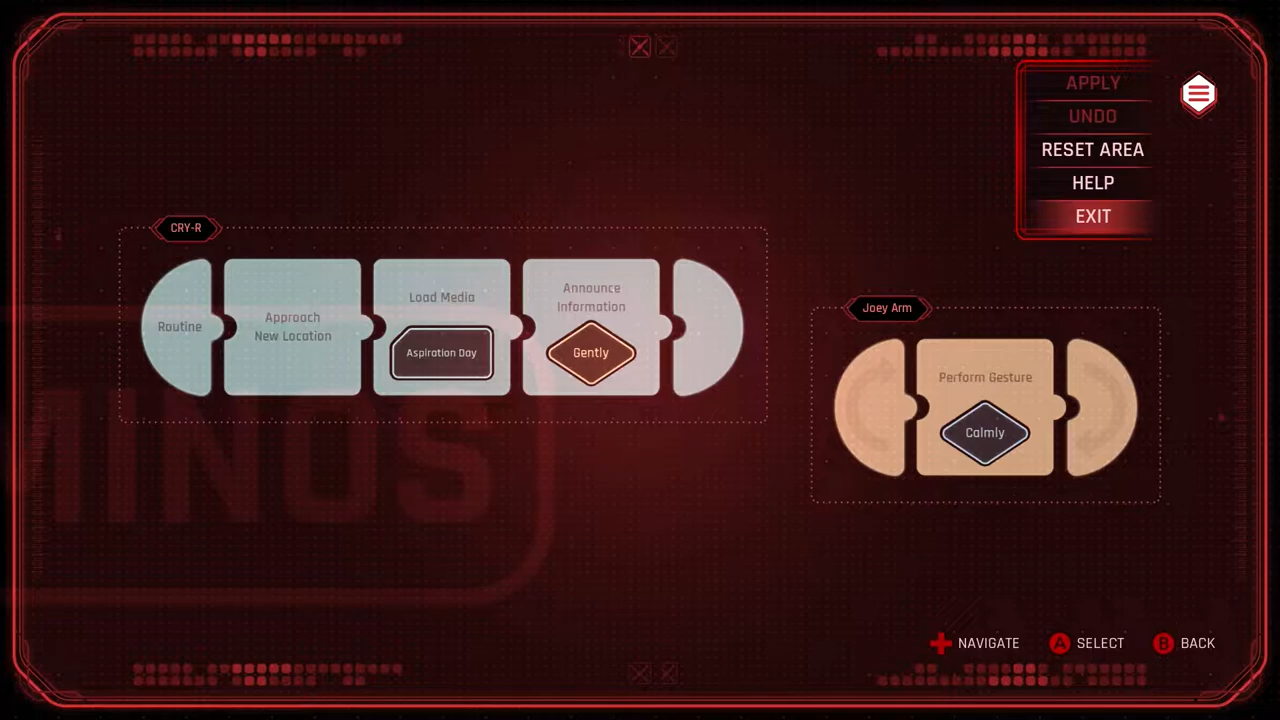 APPLY
UNDO
RESET AREA
HELP
EXIT
CRY-R
Routine
Approach
New Location
Load Media
Aspiration Day
Announce
Information
Gently
Joey Arm
Perform Gesture
Calmly
MINOS
NAVIGATE
A SELECT
B BACK